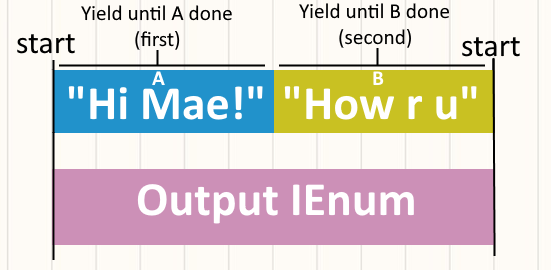 Yield until A done
(first)
Yield until B done
(second)
start
start
A
"Hi Mae!"
B
"How r u"
Output IEnum